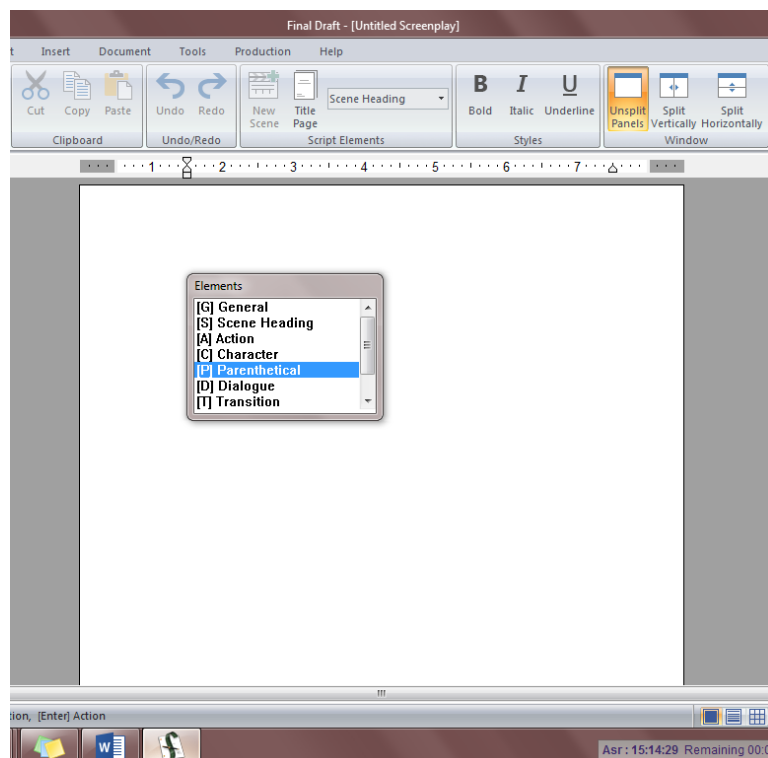 Final Draft - [Untitled Screenplay]
t Insert Document Tools Production Help
Cut Copy Paste Undo Redo New Scene Title Page Scene Heading Bold Italic Underline Unsplit Panels Split Vertically Split Horizontally
Clipboard Undo/Redo Script Elements Styles Window
1 2 3 4 5 6 7
Elements
[G] General
[S] Scene Heading
[A] Action
[C] Character
[P] Parenthetical
[D] Dialogue
[T] Transition
tion, [Enter] Action
W
Asr : 15:14:29 Remaining 00:0